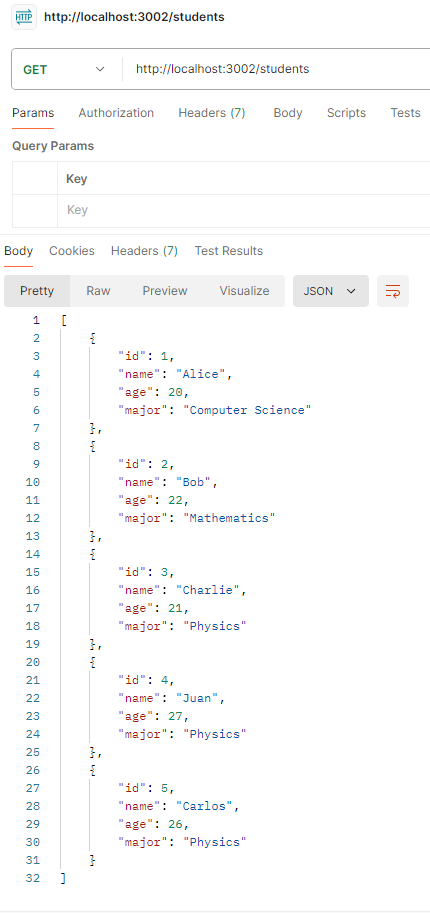 HTTP http://localhost:3002/students
GET http://localhost:3002/students
Params Authorization Headers (7) Body Scripts Tests
Query Params
Key
Key
Body Cookies Headers (7) Test Results
Pretty Raw Preview Visualize JSON
1 [
2 {
3 "id": 1,
4 "name": "Alice",
5 "age": 20,
6 "major": "Computer Science"
7 },
8 {
9 "id": 2,
10 "name": "Bob",
11 "age": 22,
12 "major": "Mathematics"
13 },
14 {
15 "id": 3,
16 "name": "Charlie",
17 "age": 21,
18 "major": "Physics"
19 },
20 {
21 "id": 4,
22 "name": "Juan",
23 "age": 27,
24 "major": "Physics"
25 },
26 {
27 "id": 5,
28 "name": "Carlos",
29 "age": 26,
30 "major": "Physics"
31 }
32 ]